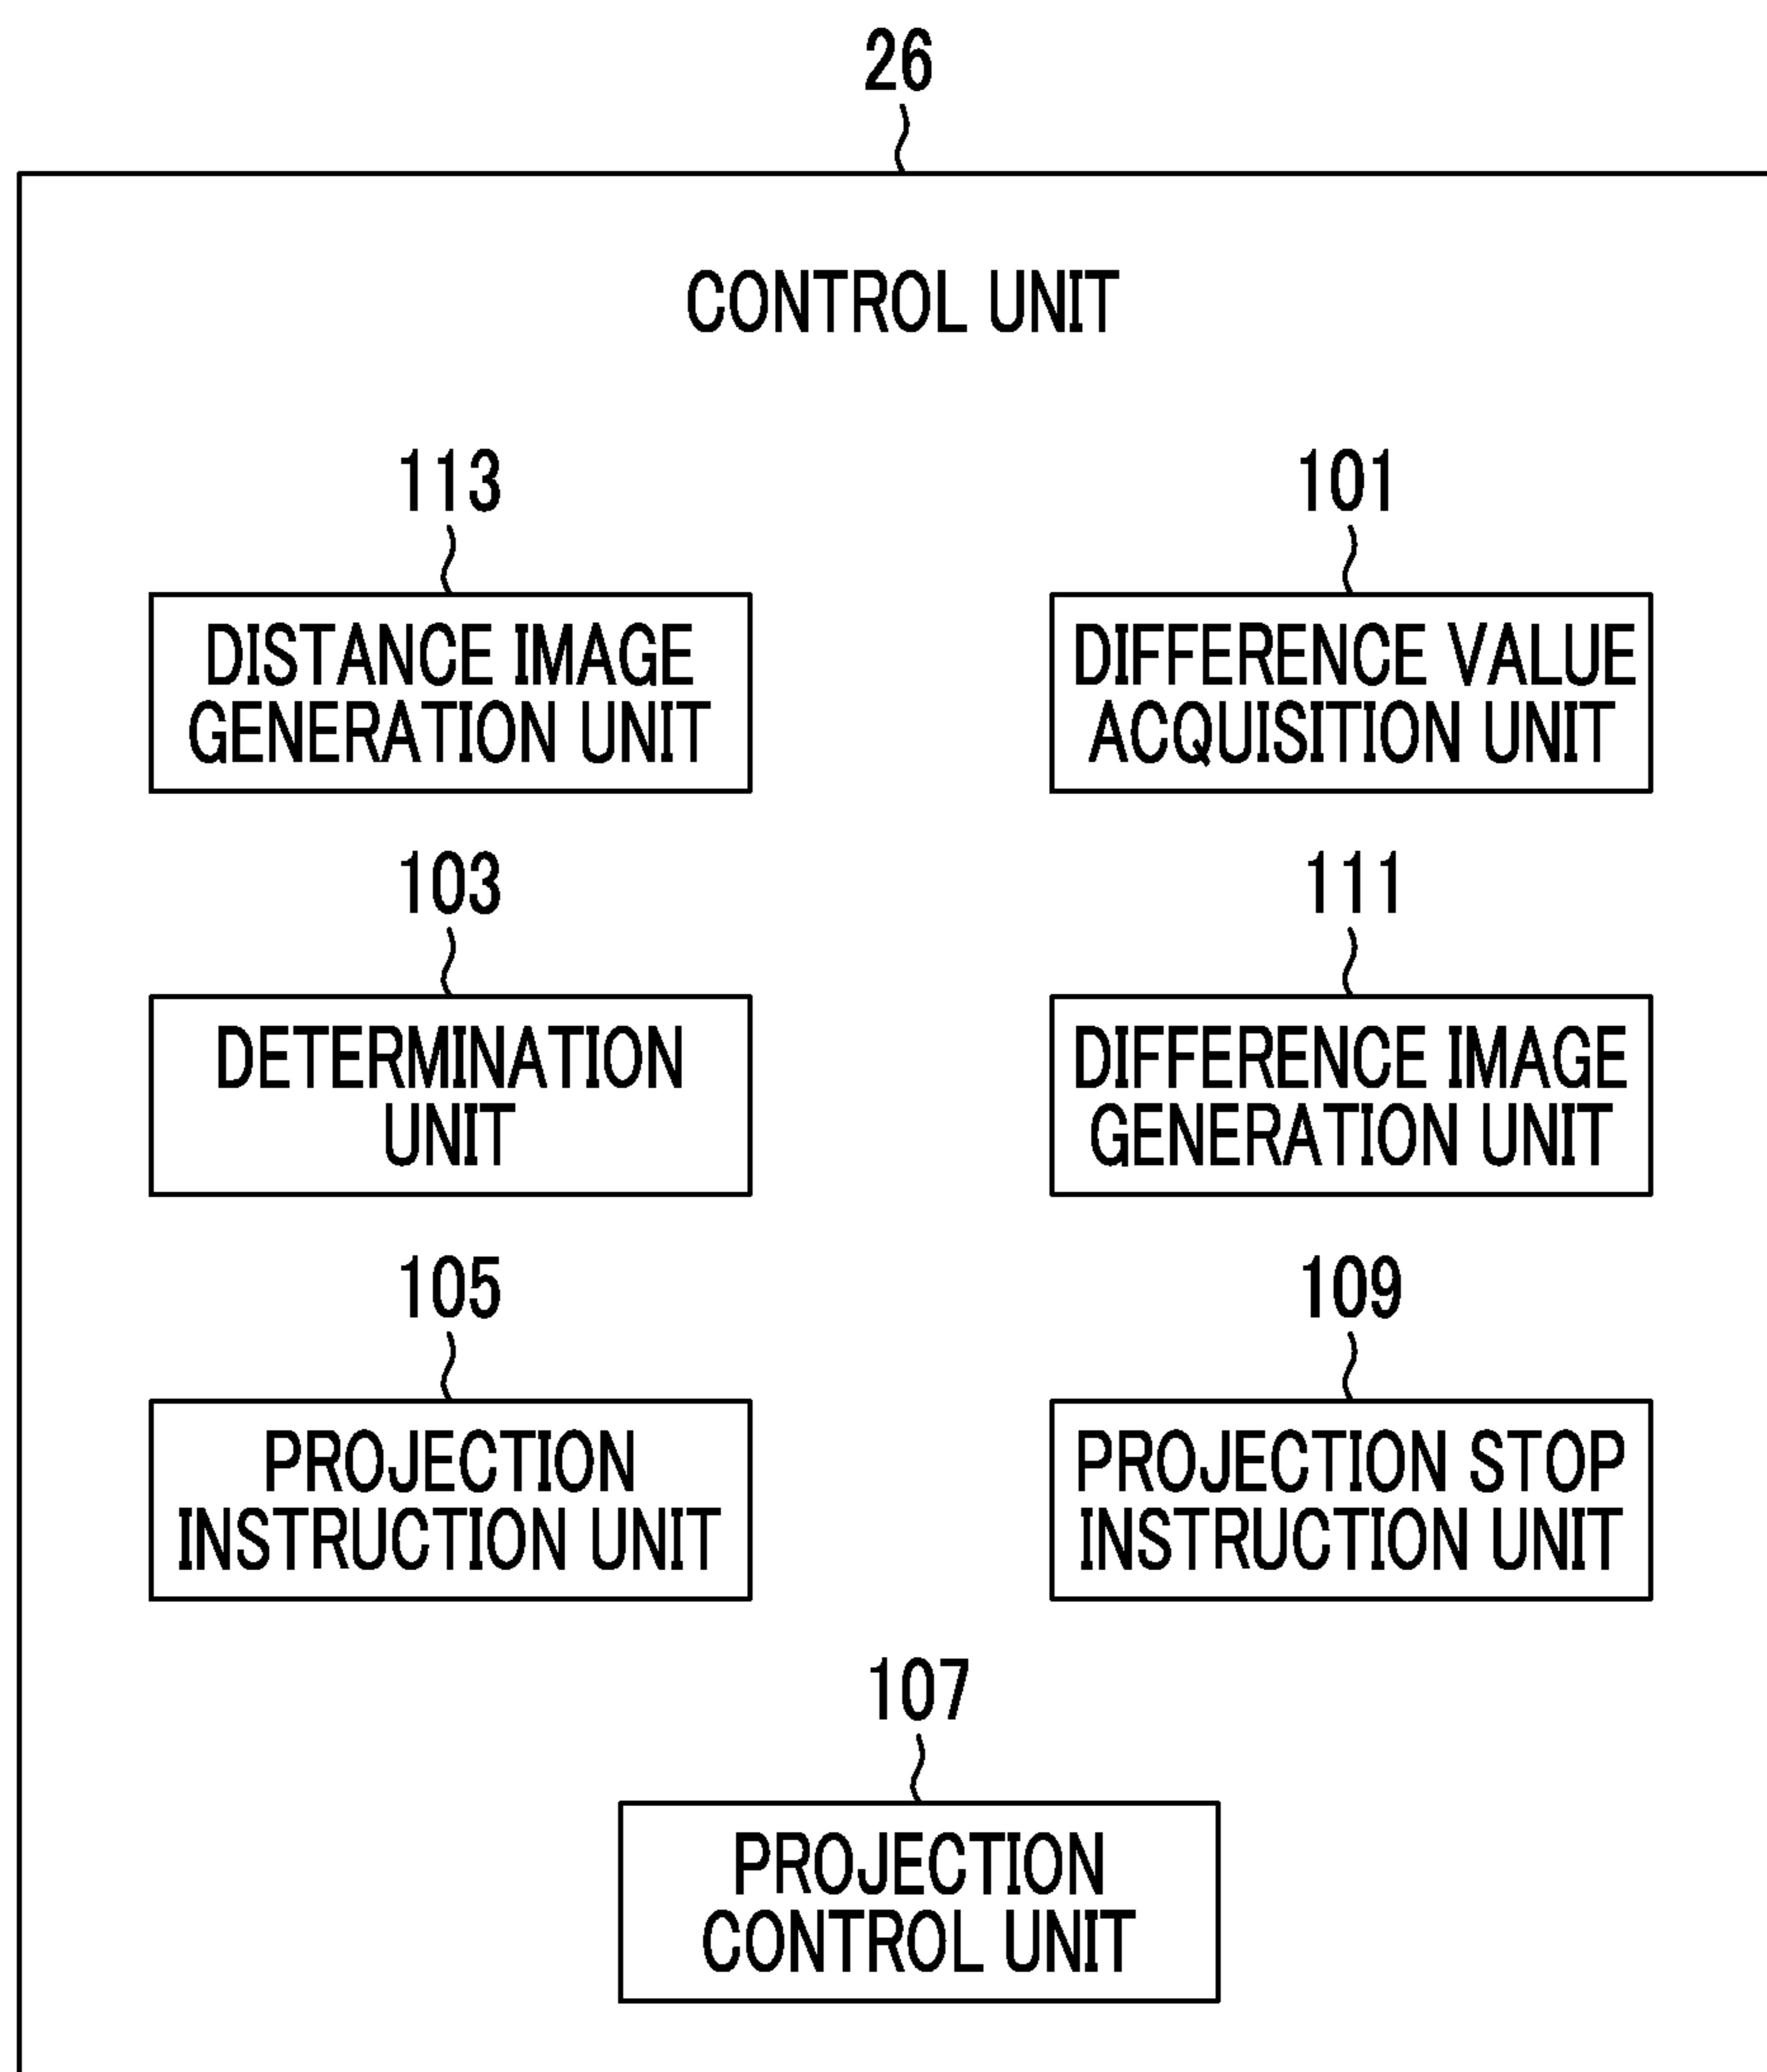 26
CONTROL UNIT
113
DISTANCE IMAGE
GENERATION UNIT
101
DIFFERENCE VALUE
ACQUISITION UNIT
103
DETERMINATION
UNIT
111
DIFFERENCE IMAGE
GENERATION UNIT
105
PROJECTION
INSTRUCTION UNIT
109
PROJECTION STOP
INSTRUCTION UNIT
107
PROJECTION
CONTROL UNIT